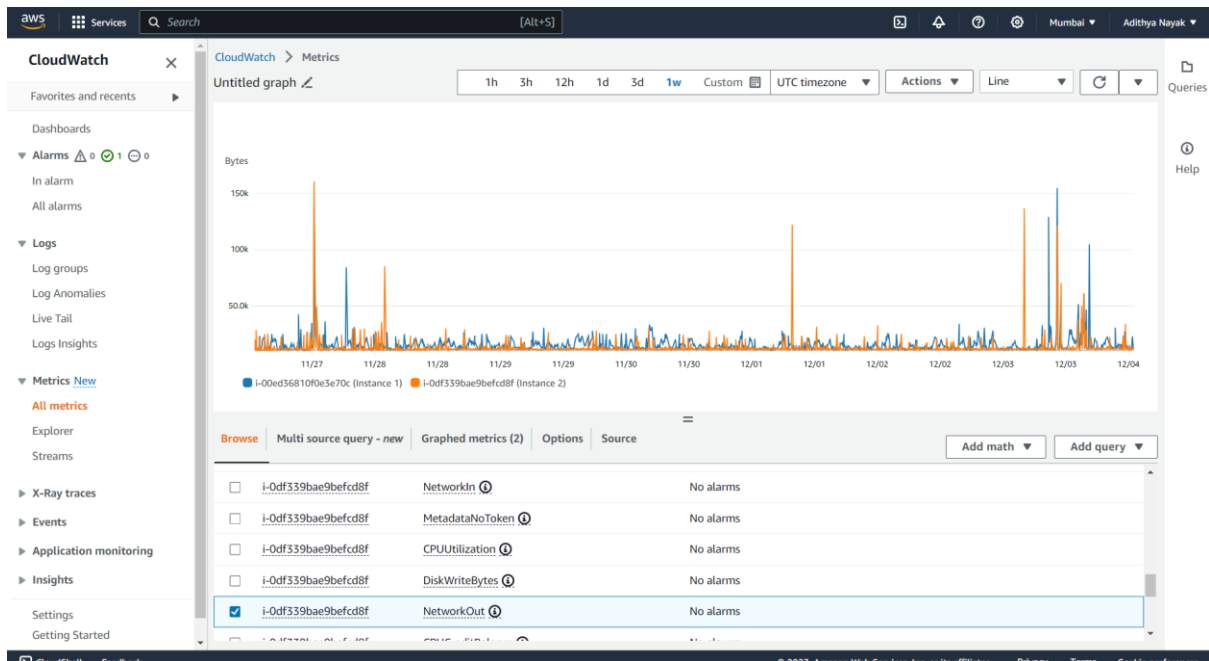 aws
Services
Search
[Alt+S]
Mumbai
Adithya Nayak
CloudWatch
Favorites and recents
Dashboards
Alarms 0 1 0
In alarm
All alarms
Logs
Log groups
Log Anomalies
Live Tail
Logs Insights
Metrics New
All metrics
Explorer
Streams
X-Ray traces
Events
Application monitoring
Insights
Settings
Getting Started
CloudWatch > Metrics
Untitled graph
1h 3h 12h 1d 3d 1w Custom UTC timezone
Actions
Line
Queries
Help
Bytes
150k
100k
50.0k
11/27 11/28 11/28 11/29 11/29 11/30 11/30 12/01 12/01 12/02 12/02 12/03 12/03 12/04
i-00ed36810f0e3e70c (Instance 1) i-0df339bae9befcd8f (Instance 2)
Browse Multi source query - new Graphed metrics (2) Options Source
Add math Add query
i-0df339bae9befcd8f NetworkIn No alarms
i-0df339bae9befcd8f MetadataNoToken No alarms
i-0df339bae9befcd8f CPUUtilization No alarms
i-0df339bae9befcd8f DiskWriteBytes No alarms
i-0df339bae9befcd8f NetworkOut No alarms